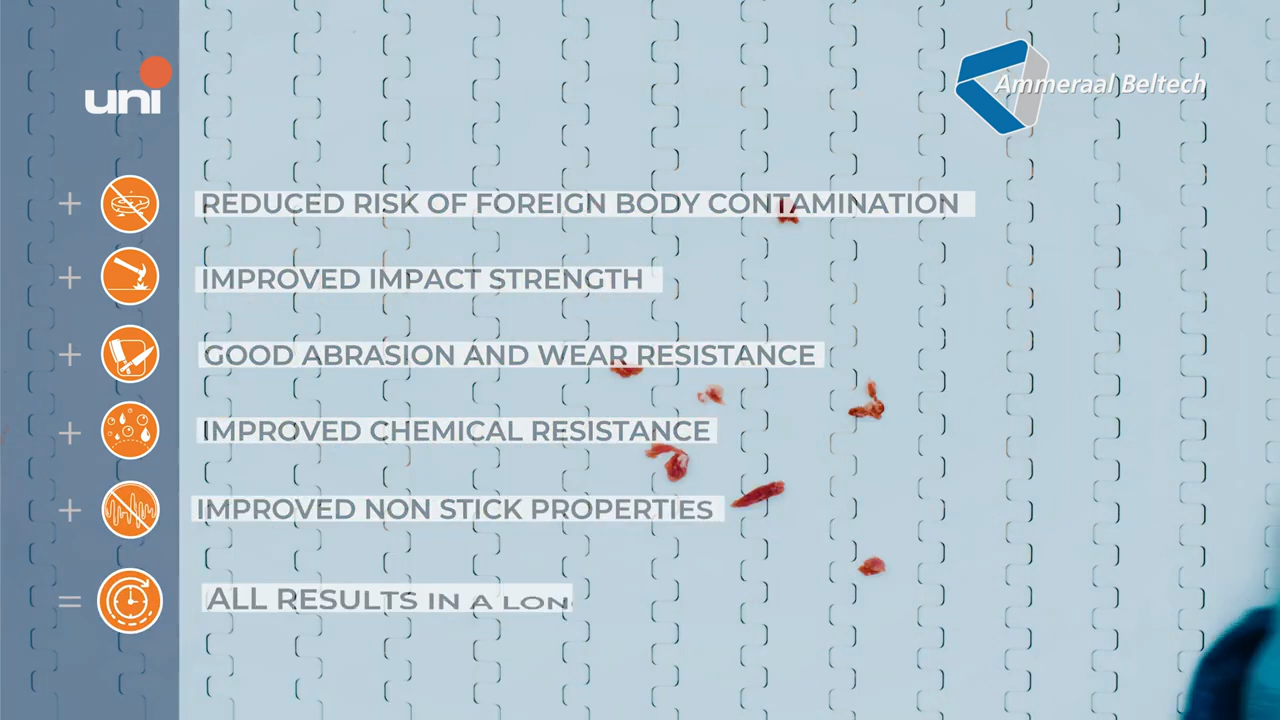 uni
Ammeraal Beltech
+ REDUCED RISK OF FOREIGN BODY CONTAMINATION
+ IMPROVED IMPACT STRENGTH
+ GOOD ABRASION AND WEAR RESISTANCE
+ IMPROVED CHEMICAL RESISTANCE
+ IMPROVED NON STICK PROPERTIES
= ALL RESULTS IN A LON